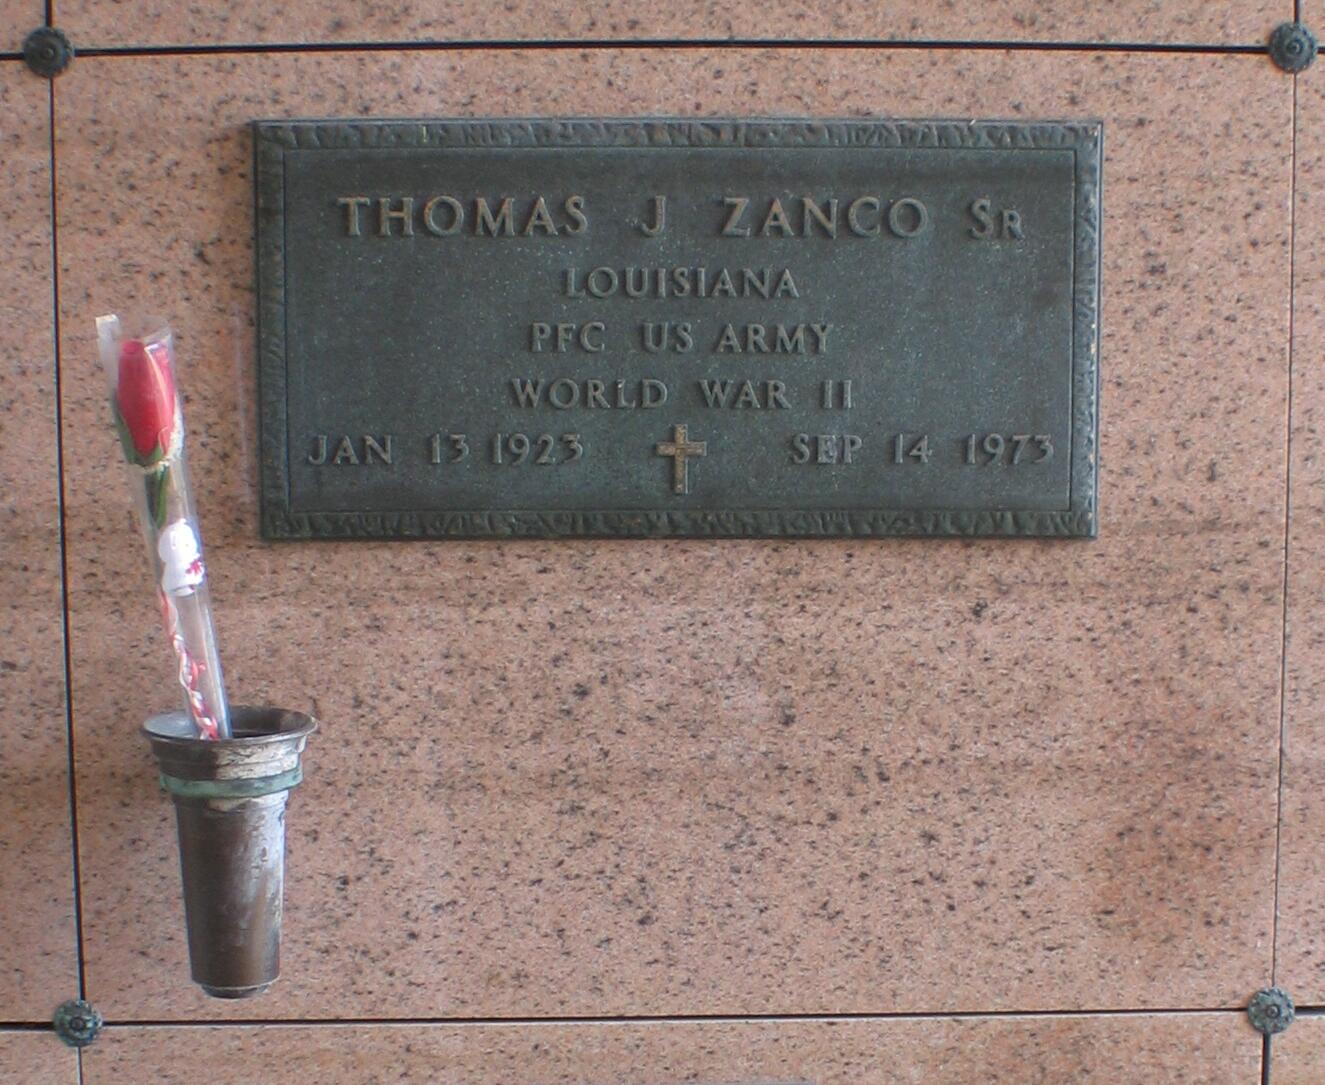 THOMAS J ZANCO SR
LOUISIANA
PFC US ARMY
WORLD WAR II
JAN 13 1923 SEP 14 1973